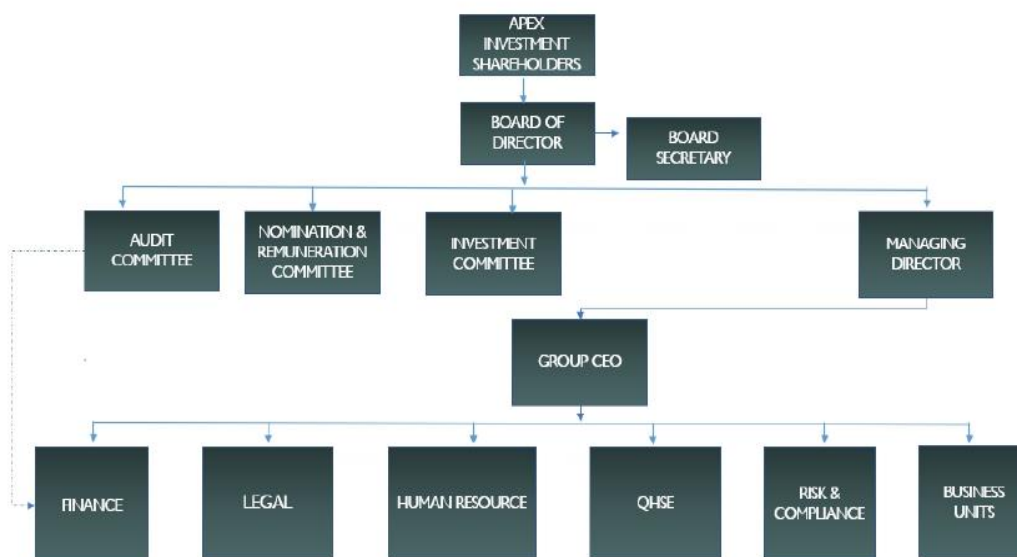 APEX
INVESTMENT
SHAREHOLDERS
BOARD OF
DIRECTOR
BOARD
SECRETARY
AUDIT
COMMITTEE
NOMINATION &
REMUNERATION
COMMITTEE
INVESTMENT
COMMITTEE
MANAGING
DIRECTOR
GROUP CEO
FINANCE
LEGAL
HUMAN RESOURCE
QHSE
RISK &
COMPLIANCE
BUSINESS
UNITS